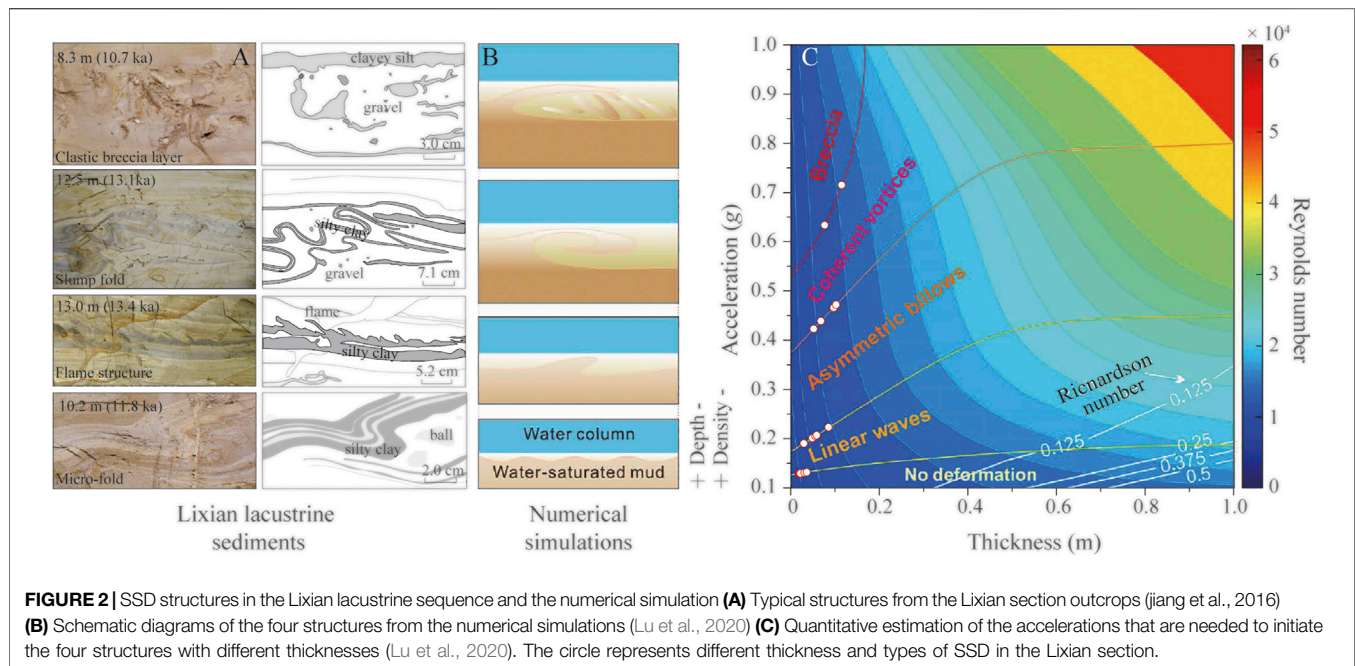 A
8.3 m (10.7 ka)
Clastic breccia layer
clayey silt
gravel
3.0 cm
12.5 m (13.1ka)
Slump fold
silty clay
gravel
7.1 cm
13.0 m (13.4 ka)
Flame structure
flame
silty clay
5.2 cm
10.2 m (11.8 ka)
Micro-fold
silty clay
ball
2.0 cm
Lixian lacustrine
sediments
B
Water column
Water-saturated mud
Numerical
simulations
+ Depth -
+ Density -
C
Acceleration (g)
1.0
0.9
0.8
0.7
0.6
0.5
0.4
0.3
0.2
0.1
Breccia
Coherent vortices
Asymmetric billows
Linear waves
No deformation
Ricnardson
number
0.125
0.125
0.25
0.375
0.5
0
0.2
0.4
0.6
0.8
1.0
Thickness (m)
× 10⁴
6
5
4
3
2
1
0
Reynolds number
FIGURE 2 | SSD structures in the Lixian lacustrine sequence and the numerical simulation (A) Typical structures from the Lixian section outcrops (jiang et al., 2016)
(B) Schematic diagrams of the four structures from the numerical simulations (Lu et al., 2020) (C) Quantitative estimation of the accelerations that are needed to initiate
the four structures with different thicknesses (Lu et al., 2020). The circle represents different thickness and types of SSD in the Lixian section.